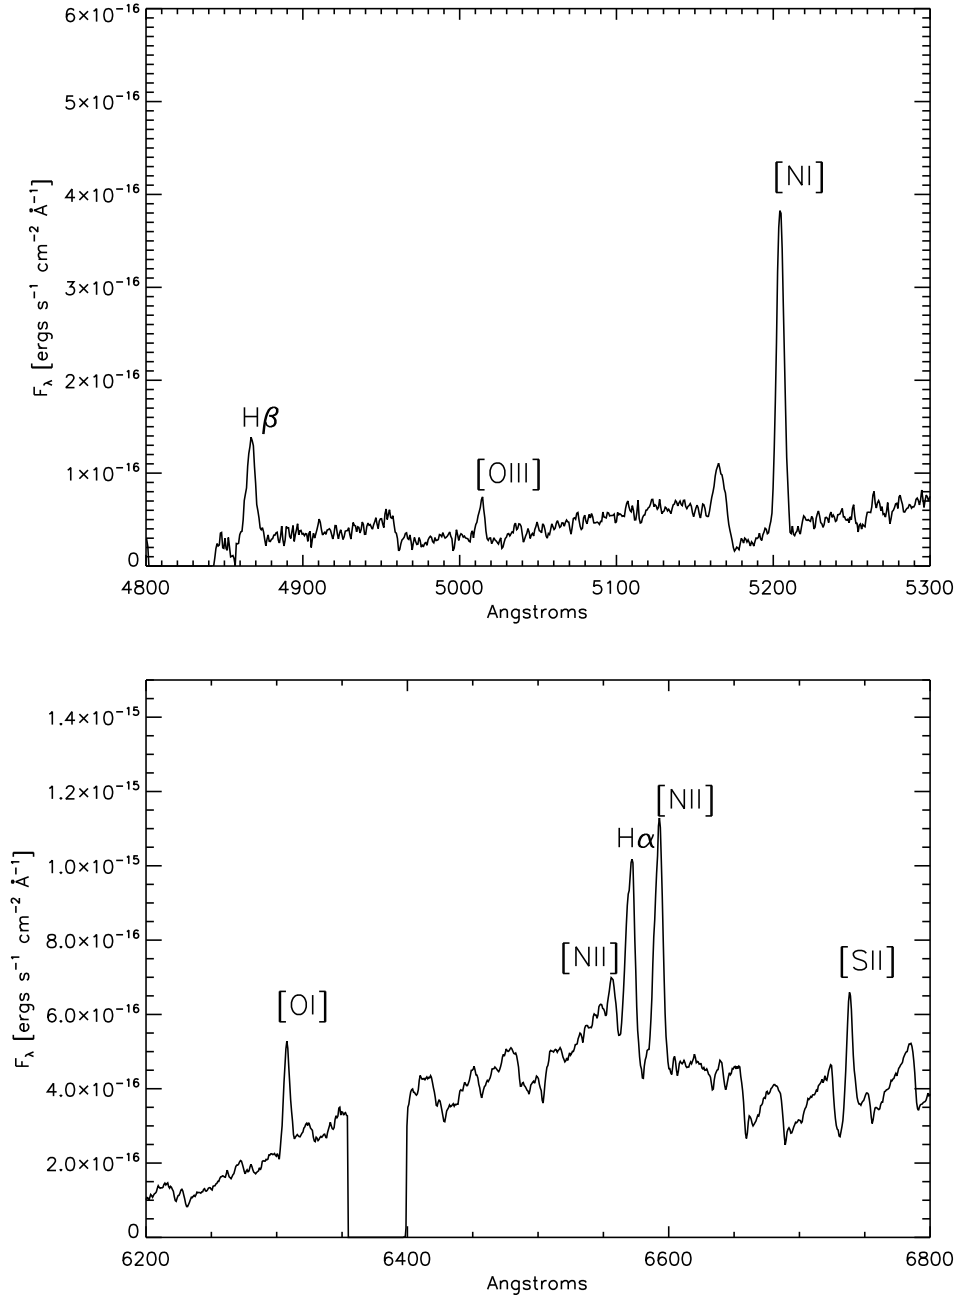 6×10⁻¹⁶
5×10⁻¹⁶
4×10⁻¹⁶
3×10⁻¹⁶
2×10⁻¹⁶
1×10⁻¹⁶
0
F_λ [ergs s⁻¹ cm⁻² Å⁻¹]
[NI]
Hβ
[OIII]
4800 4900 5000 5100 5200 5300
Angstroms
1.4×10⁻¹⁵
1.2×10⁻¹⁵
1.0×10⁻¹⁵
8.0×10⁻¹⁶
6.0×10⁻¹⁶
4.0×10⁻¹⁶
2.0×10⁻¹⁶
0
F_λ [ergs s⁻¹ cm⁻² Å⁻¹]
[NII]
Hα
[NII]
[SII]
[OI]
6200 6400 6600 6800
Angstroms